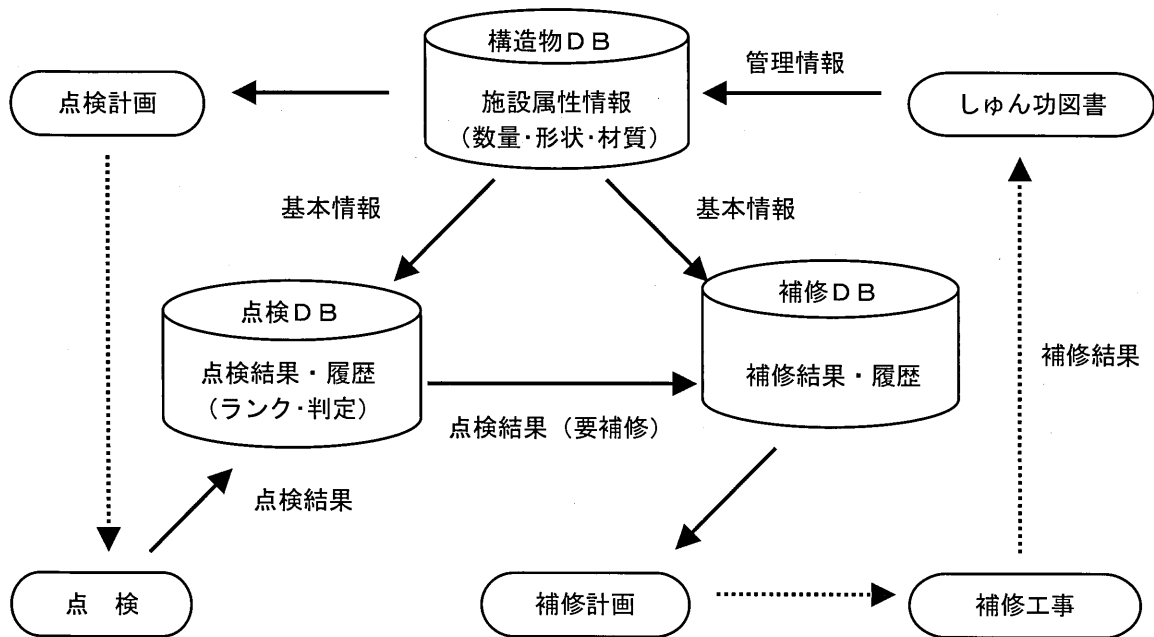 構造物ＤＢ
管理情報
点検計画
施設属性情報
（数量・形状・材質）
しゅん功図書
基本情報
基本情報
点検ＤＢ
補修ＤＢ
点検結果・履歴
（ランク・判定）
補修結果・履歴
補修結果
点検結果（要補修）
点検結果
点　検
補修計画
補修工事